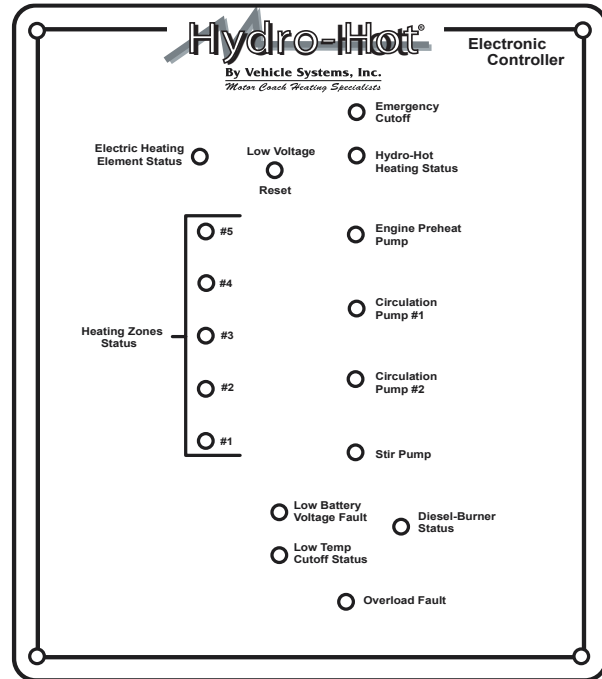 Hydro-Hot®
Electronic
Controller
By Vehicle Systems, Inc.
Motor Coach Heating Specialists
Emergency
Cutoff
Electric Heating
Element Status
Low Voltage
Reset
Hydro-Hot
Heating Status
#5
Engine Preheat
Pump
#4
Circulation
Pump #1
Heating Zones
Status
#3
#2
Circulation
Pump #2
#1
Stir Pump
Low Battery
Voltage Fault
Diesel-Burner
Status
Low Temp
Cutoff Status
Overload Fault